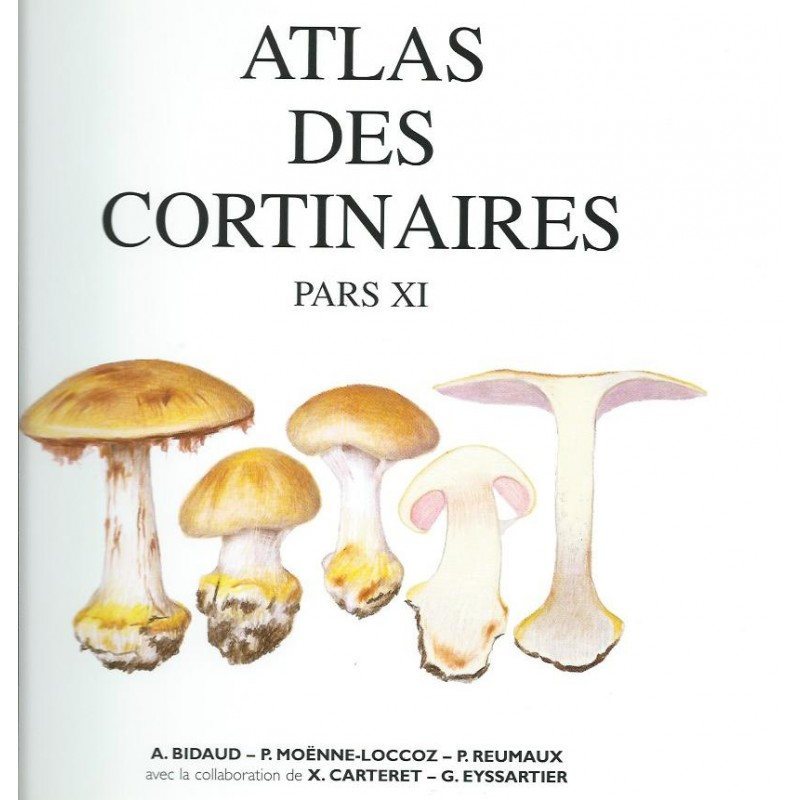 ATLAS
DES
CORTINAIRES
PARS XI
A. BIDAUD – P. MOËNNE-LOCCOZ – P. REUMAUX
avec la collaboration de X. CARTERET – G. EYSSARTIER